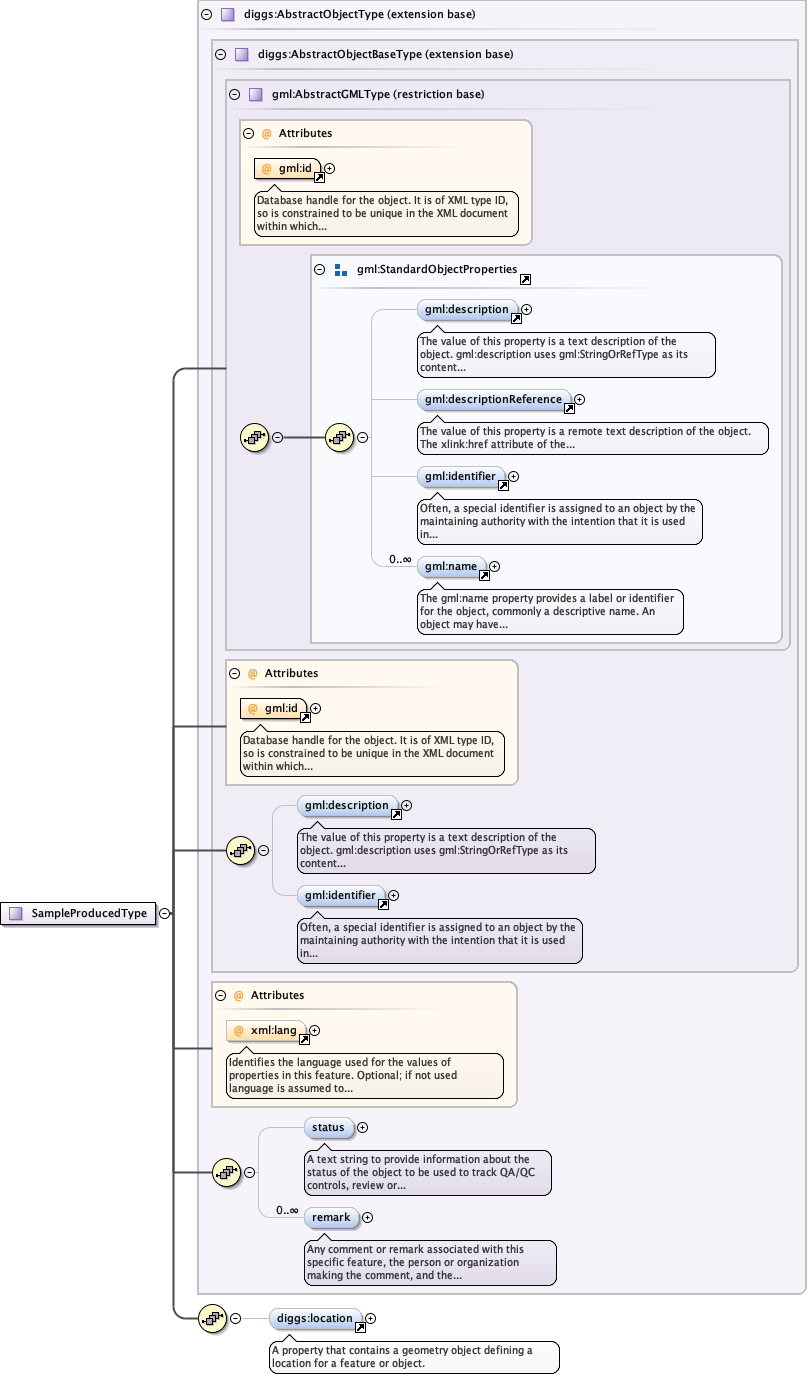 diggs:AbstractObjectType (extension base)
diggs:AbstractObjectBaseType (extension base)
gml:AbstractGMLType (restriction base)
@ Attributes
@ gml:id
Database handle for the object. It is of XML type ID,
so is constrained to be unique in the XML document
within which...
gml:StandardObjectProperties
gml:description
The value of this property is a text description of the
object. gml:description uses gml:StringOrRefType as its
content...
gml:descriptionReference
The value of this property is a remote text description of the object.
The xlink:href attribute of the...
gml:identifier
Often, a special identifier is assigned to an object by the
maintaining authority with the intention that it is used
in...
0..∞
gml:name
The gml:name property provides a label or identifier
for the object, commonly a descriptive name. An
object may have...
@ Attributes
@ gml:id
Database handle for the object. It is of XML type ID,
so is constrained to be unique in the XML document
within which...
gml:description
The value of this property is a text description of the
object. gml:description uses gml:StringOrRefType as its
content...
gml:identifier
Often, a special identifier is assigned to an object by the
maintaining authority with the intention that it is used
in...
SampleProducedType
@ Attributes
@ xml:lang
Identifies the language used for the values of
properties in this feature. Optional; if not used
language is assumed to...
status
A text string to provide information about the
status of the object to be used to track QA/QC
controls, review or...
0..∞
remark
Any comment or remark associated with this
specific feature, the person or organization
making the comment, and the...
diggs:location
A property that contains a geometry object defining a
location for a feature or object.